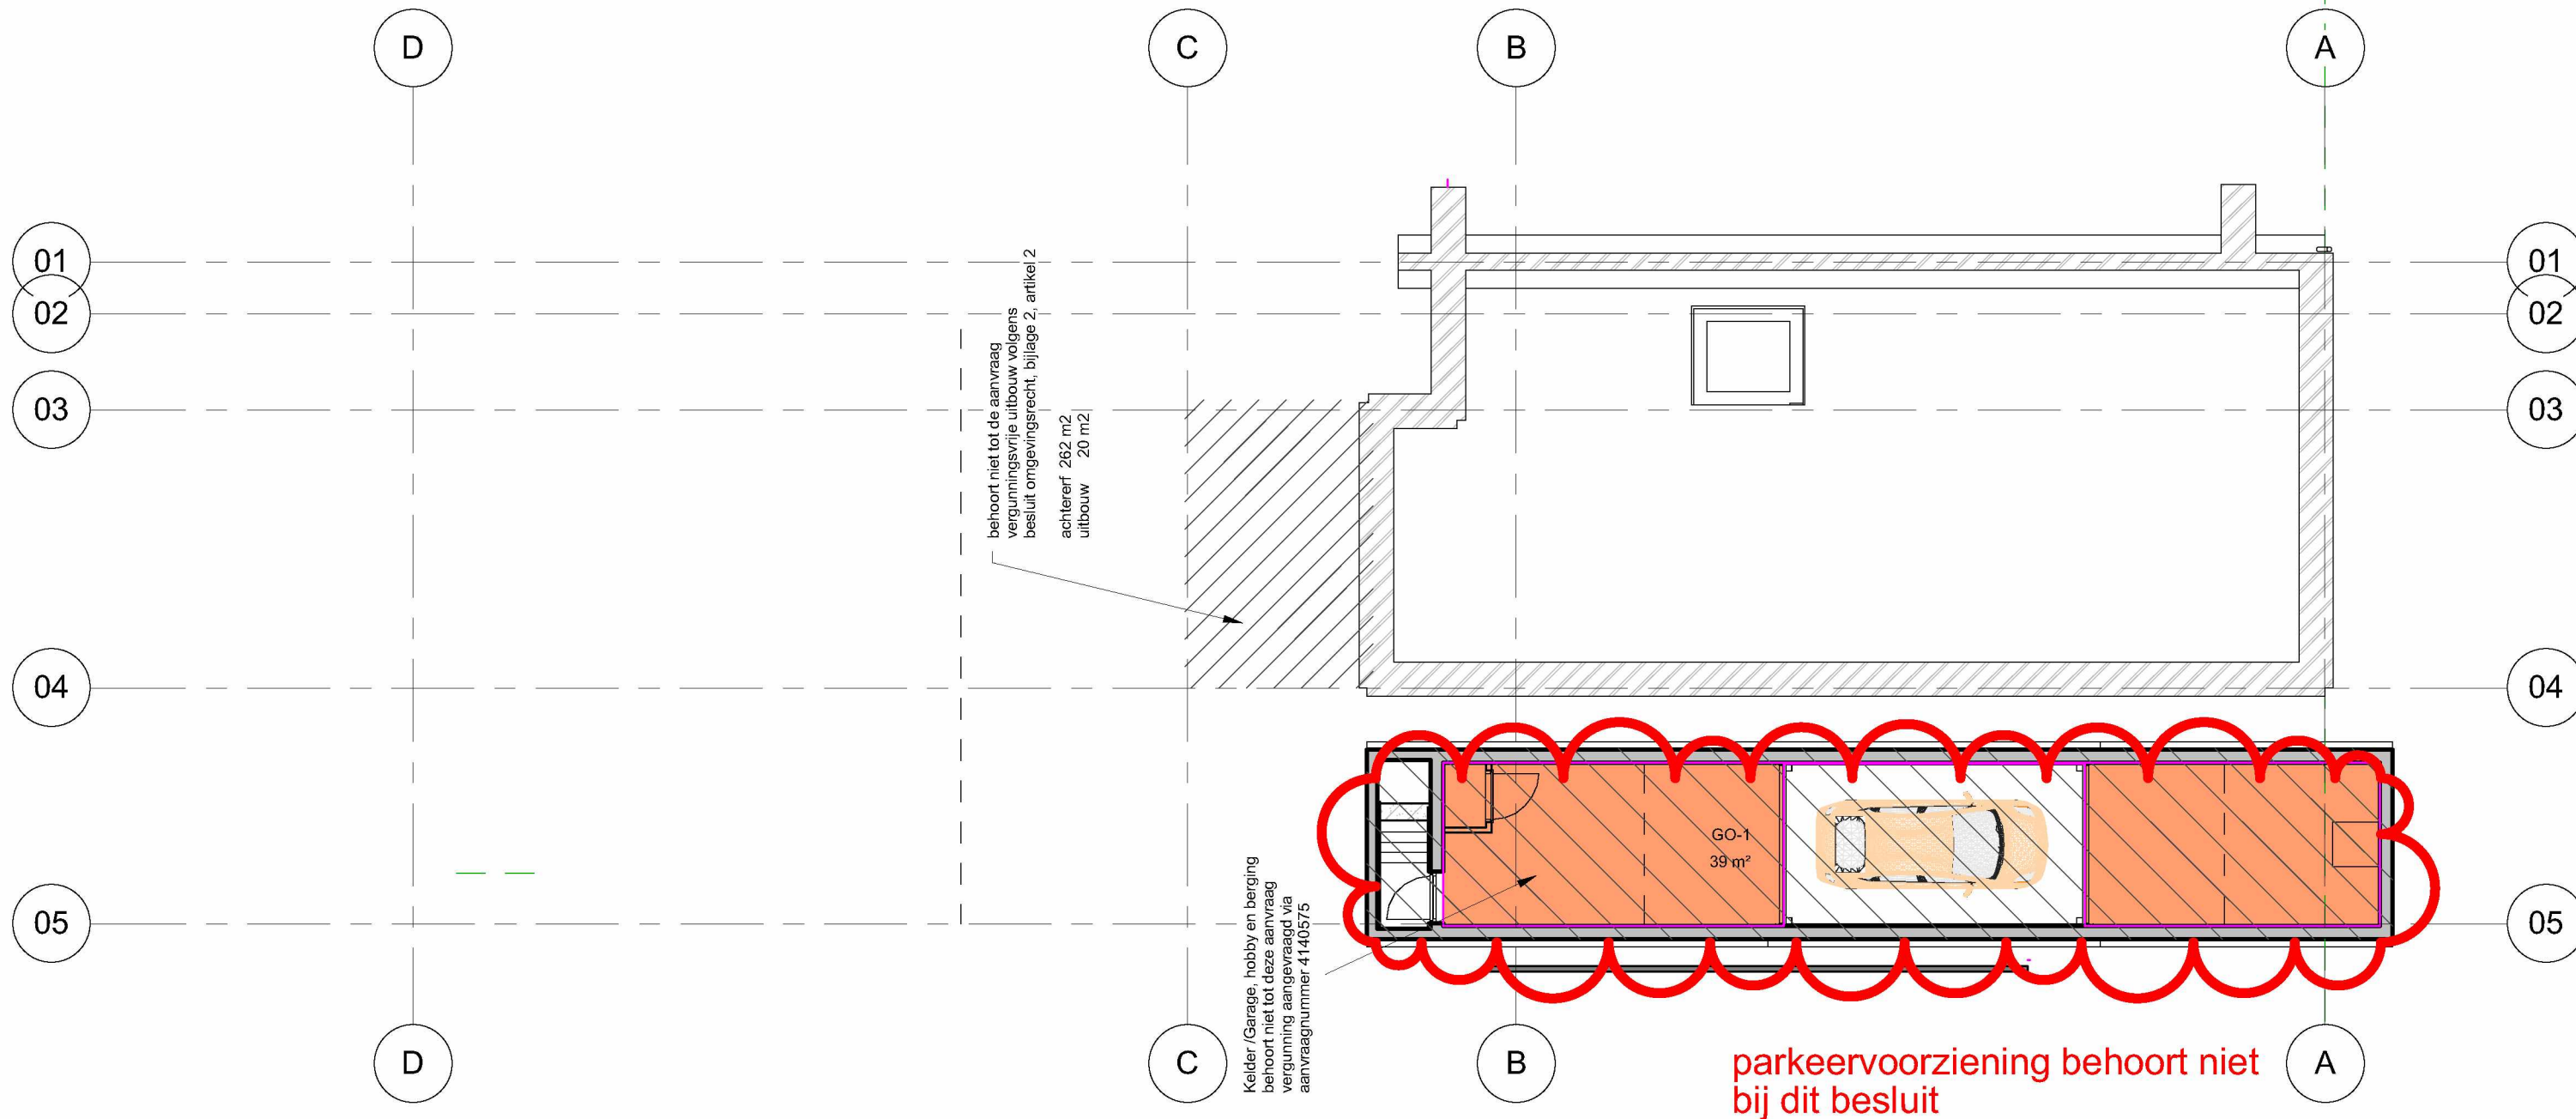 D
C
B
A
01
02
03
04
05
01
02
03
04
05
behoort niet tot de aanvraag
vergunningsvrije uitbouw volgens
besluit omgevingsrecht, bijlage 2, artikel 2
achtererf 262 m2
uitbouw 20 m2
GO-1
39 m²
Kelder /Garage, hobby en berging
behoort niet tot deze aanvraag
vergunning aangevraagd via
aanvraagnummer 4140575
D
C
B
A
parkeervoorziening behoort niet
bij dit besluit